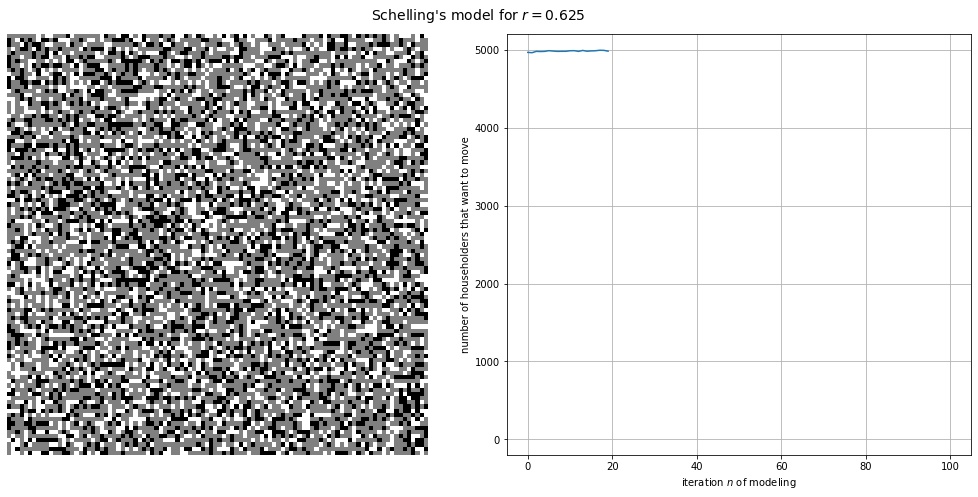 Schelling's model for r = 0.625
5000
4000
3000
2000
1000
0
number of householders that want to move
0 20 40 60 80 100
iteration n of modeling